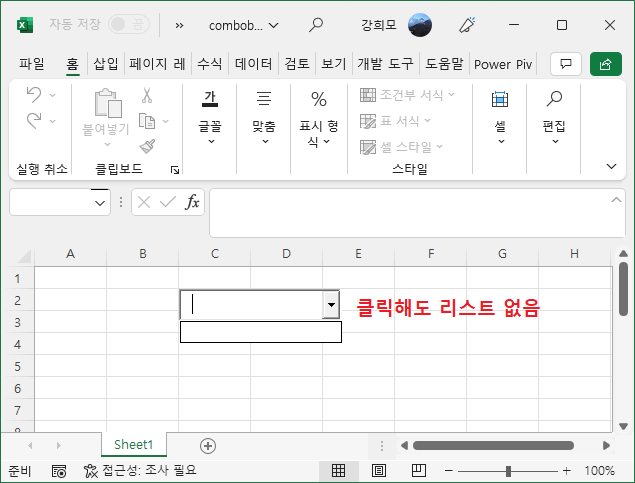 자동 저장 끔 » combob... 강희모
파일 홈 삽입 페이지 레 수식 데이터 검토 보기 개발 도구 도움말 Power Piv
붙여넣기
가
글꼴
맞춤
%
표시 형식
조건부 서식
표 서식
셀 스타일
셀
편집
실행 취소 클립보드 스타일
fx
A B C D E F G H
1
2
클릭해도 리스트 없음
3
4
5
6
7
8
Sheet1
준비 접근성: 조사 필요 100%